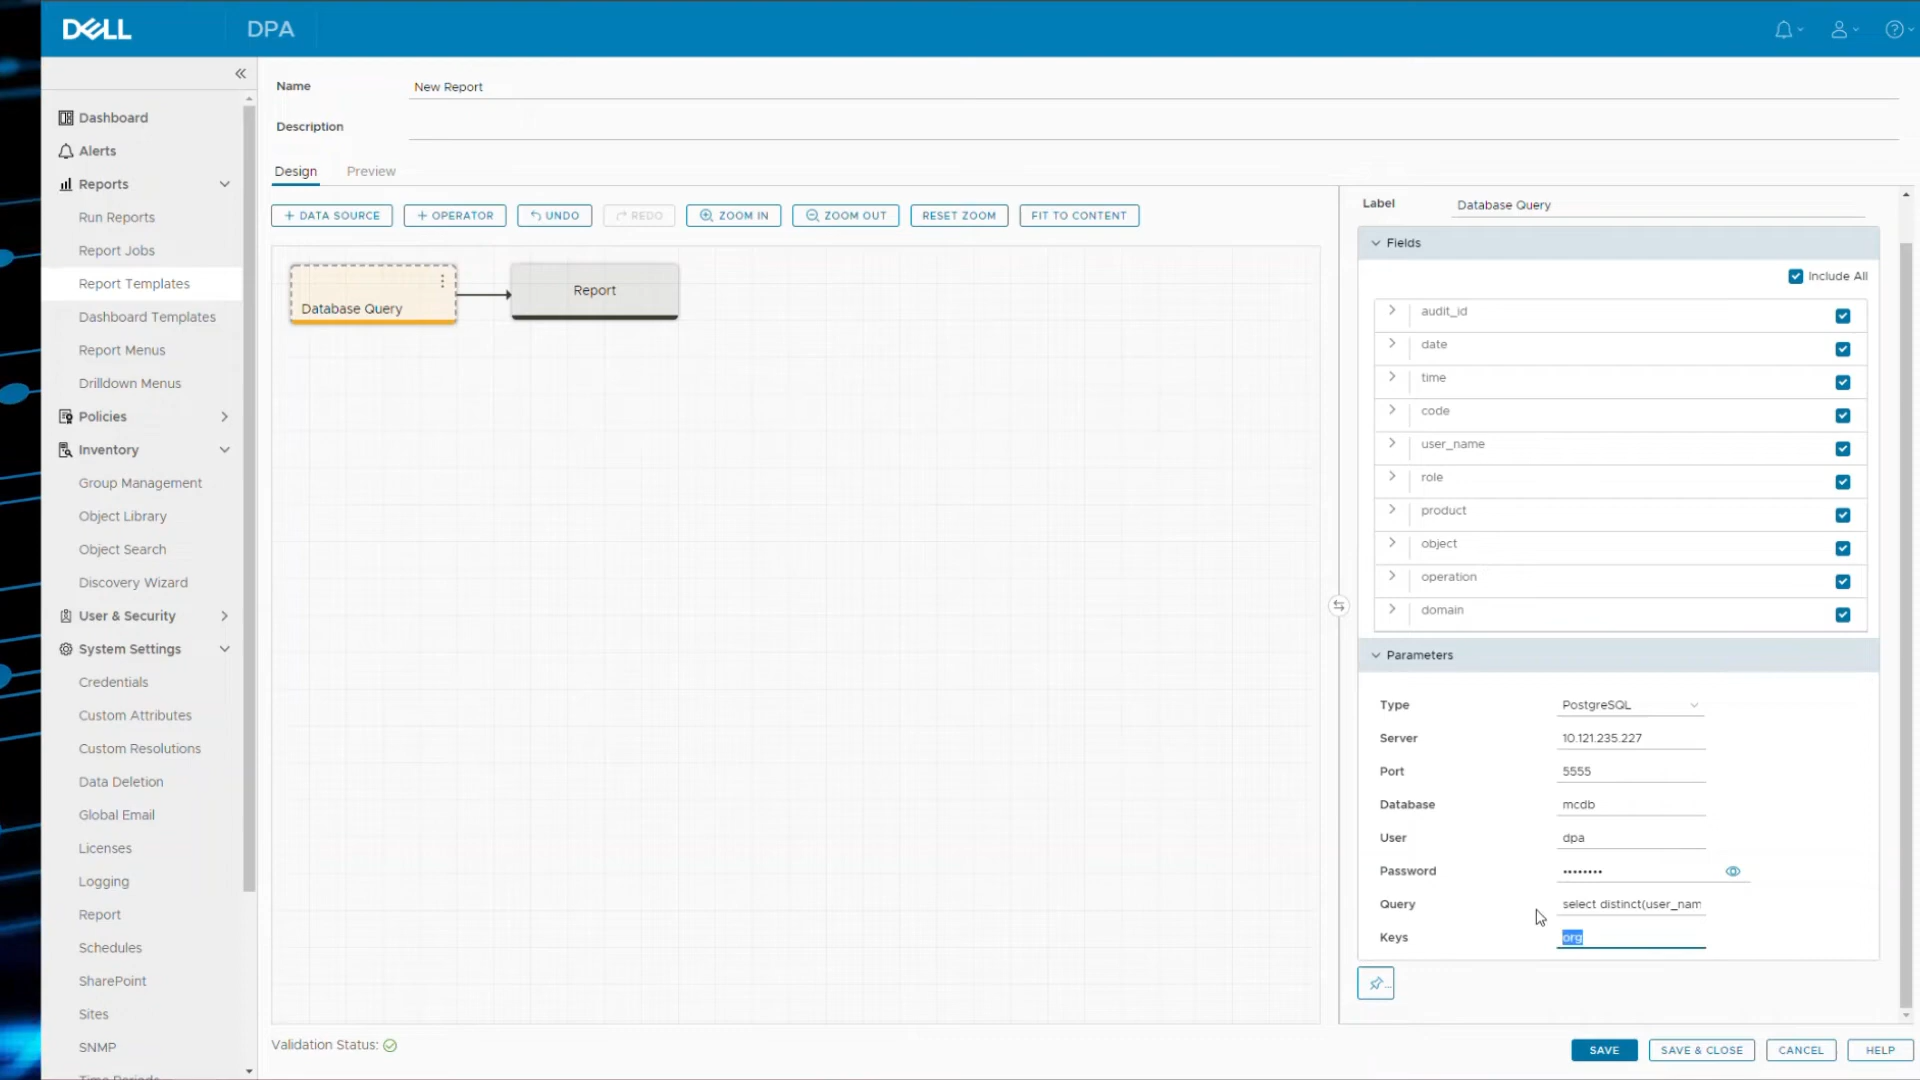 DELL
DPA
Name
New Report
Description
Dashboard
Alerts
Reports
Run Reports
Report Jobs
Report Templates
Dashboard Templates
Report Menus
Drilldown Menus
Policies
Inventory
Group Management
Object Library
Object Search
Discovery Wizard
User & Security
System Settings
Credentials
Custom Attributes
Custom Resolutions
Data Deletion
Global Email
Licenses
Logging
Report
Schedules
SharePoint
Sites
SNMP
Time Periods
Design
Preview
+ DATA SOURCE
+ OPERATOR
UNDO
REDO
ZOOM IN
ZOOM OUT
RESET ZOOM
FIT TO CONTENT
Database Query
Report
Validation Status:
Label
Database Query
Fields
Include All
audit_id
date
time
code
user_name
role
product
object
operation
domain
Parameters
Type
PostgreSQL
Server
10.121.235.227
Port
5555
Database
mcdb
User
dpa
Password
••••••••
Query
select distinct(user_nam
Keys
org
...
SAVE
SAVE & CLOSE
CANCEL
HELP